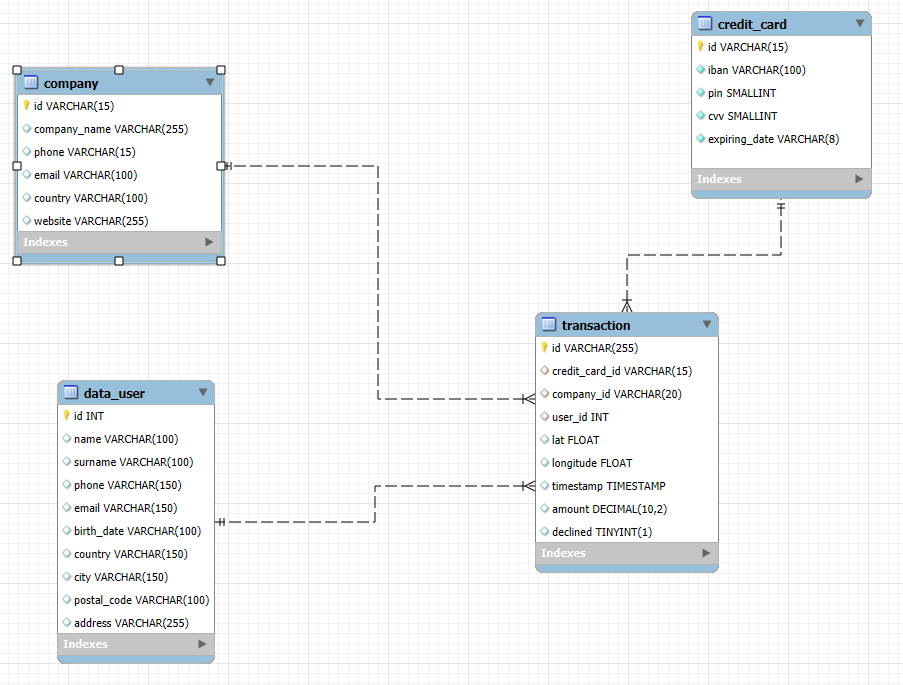 company
id VARCHAR(15)
company_name VARCHAR(255)
phone VARCHAR(15)
email VARCHAR(100)
country VARCHAR(100)
website VARCHAR(255)
Indexes
credit_card
id VARCHAR(15)
iban VARCHAR(100)
pin SMALLINT
cvv SMALLINT
expiring_date VARCHAR(8)
Indexes
data_user
id INT
name VARCHAR(100)
surname VARCHAR(100)
phone VARCHAR(150)
email VARCHAR(150)
birth_date VARCHAR(100)
country VARCHAR(150)
city VARCHAR(150)
postal_code VARCHAR(100)
address VARCHAR(255)
Indexes
transaction
id VARCHAR(255)
credit_card_id VARCHAR(15)
company_id VARCHAR(20)
user_id INT
lat FLOAT
longitude FLOAT
timestamp TIMESTAMP
amount DECIMAL(10,2)
declined TINYINT(1)
Indexes